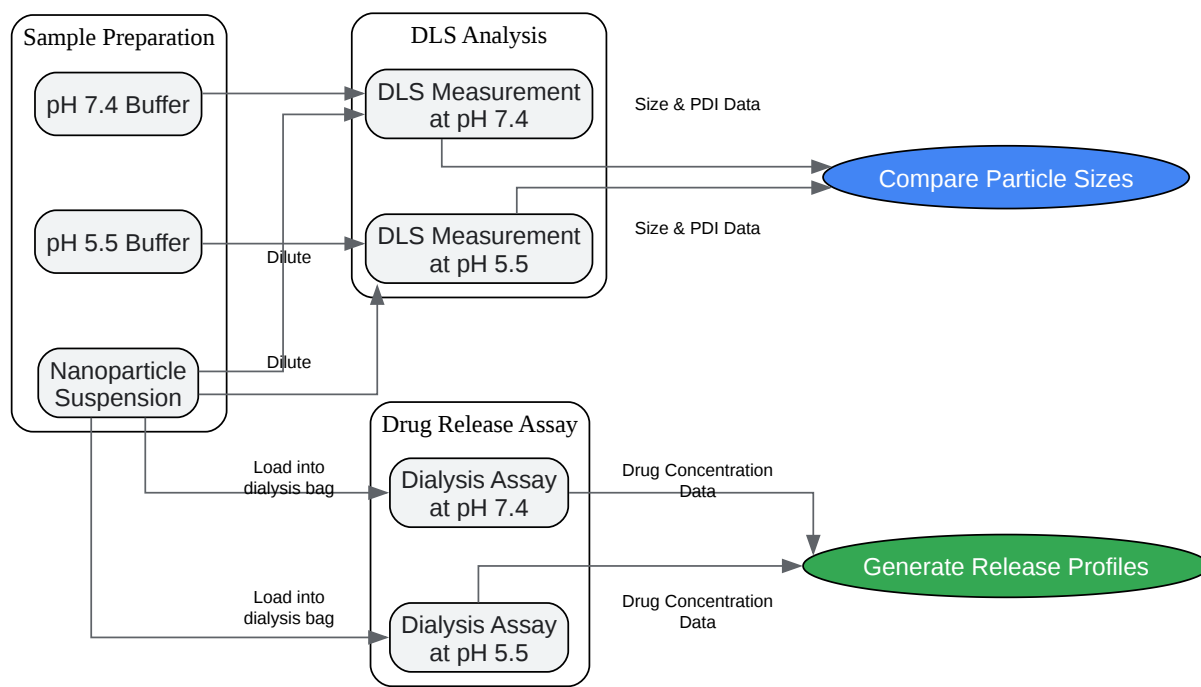 Sample Preparation
pH 7.4 Buffer
pH 5.5 Buffer
Nanoparticle
Suspension
Dilute
Dilute
Load into
dialysis bag
Load into
dialysis bag
DLS Analysis
DLS Measurement
at pH 7.4
DLS Measurement
at pH 5.5
Drug Release Assay
Dialysis Assay
at pH 7.4
Dialysis Assay
at pH 5.5
Size & PDI Data
Size & PDI Data
Drug Concentration
Data
Drug Concentration
Data
Compare Particle Sizes
Generate Release Profiles